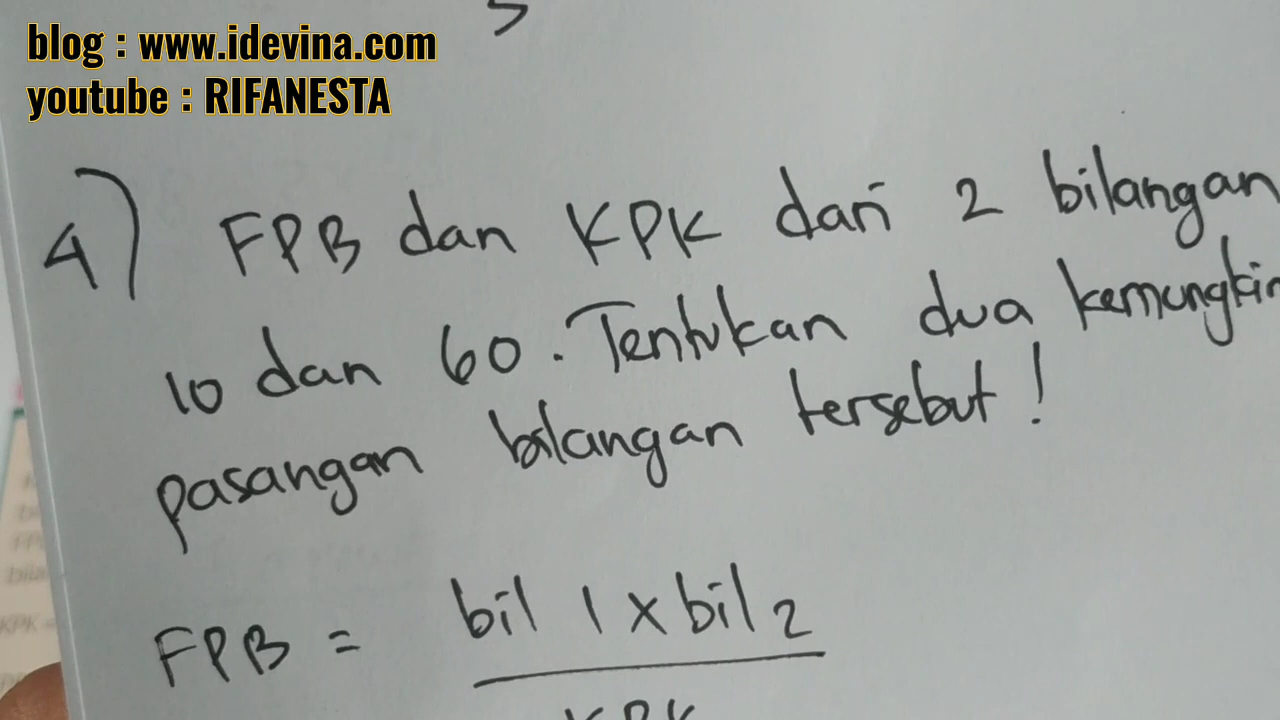 blog : www.idevina.com
youtube : RIFANESTA
4) FPB dan KPK dari 2 bilangan
10 dan 60. Tentukan dua kemungkin
pasangan bilangan tersebut!
FPB = bil 1 x bil 2
KPK